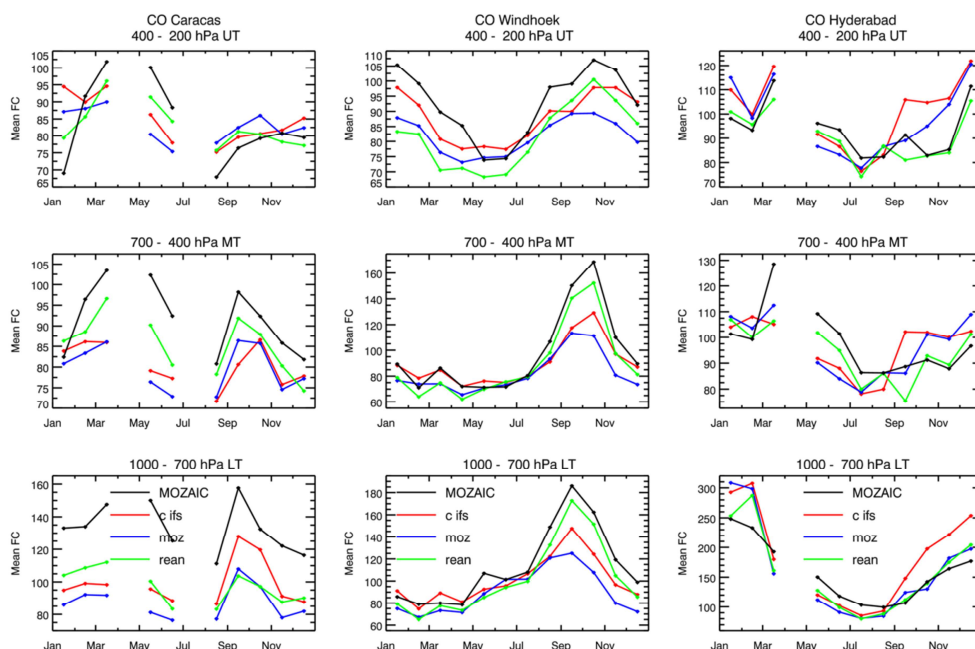 CO Caracas
400 - 200 hPa UT
CO Windhoek
400 - 200 hPa UT
CO Hyderabad
400 - 200 hPa UT
Mean FC
105
100
95
90
85
80
75
70
65
Jan Mar May Jul Sep Nov
Mean FC
110
105
100
95
90
85
80
75
70
65
Jan Mar May Jul Sep Nov
Mean FC
120
110
100
90
80
70
Jan Mar May Jul Sep Nov
700 - 400 hPa MT
700 - 400 hPa MT
700 - 400 hPa MT
Mean FC
105
100
95
90
85
80
75
70
Jan Mar May Jul Sep Nov
Mean FC
160
140
120
100
80
60
Jan Mar May Jul Sep Nov
Mean FC
130
120
110
100
90
80
Jan Mar May Jul Sep Nov
1000 - 700 hPa LT
1000 - 700 hPa LT
1000 - 700 hPa LT
Mean FC
160
140
120
100
80
MOZAIC
c ifs
moz
rean
Jan Mar May Jul Sep Nov
Mean FC
180
160
140
120
100
80
60
MOZAIC
c ifs
moz
rean
Jan Mar May Jul Sep Nov
Mean FC
300
250
200
150
100
MOZAIC
c ifs
moz
rean
Jan Mar May Jul Sep Nov